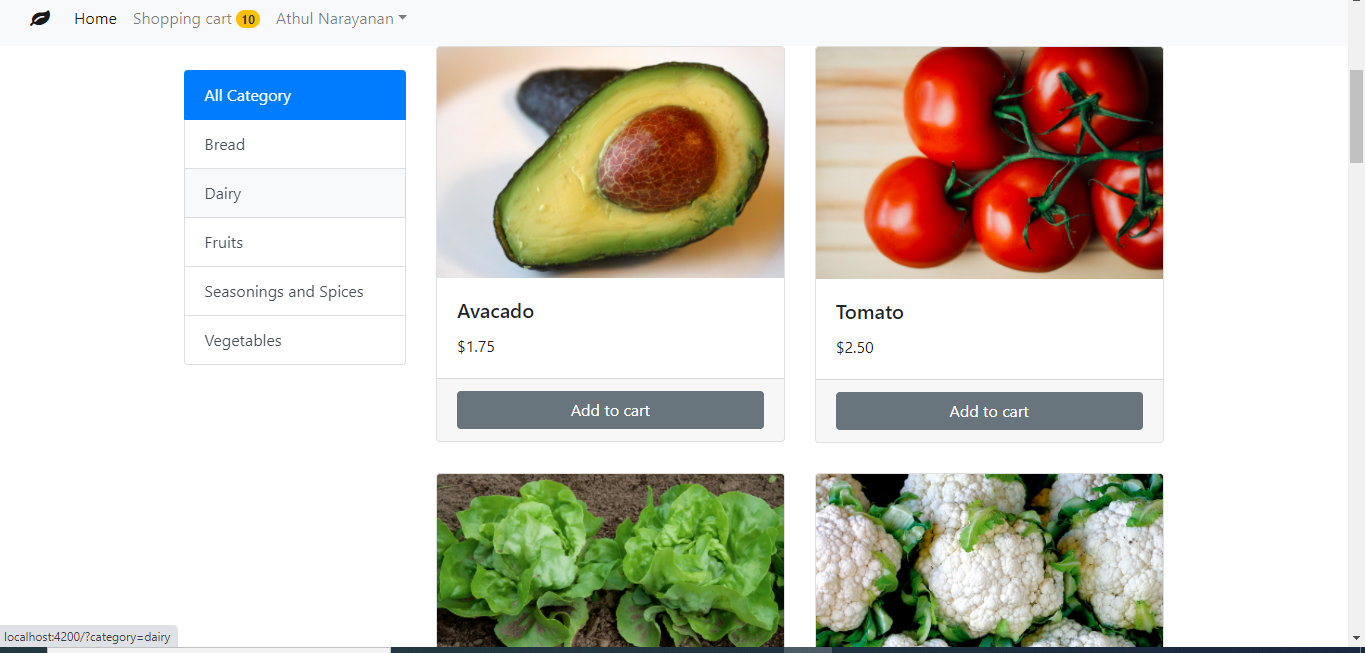 Home Shopping cart 10 Athul Narayanan
All Category
Bread
Dairy
Fruits
Seasonings and Spices
Vegetables
Avacado
$1.75
Add to cart
Tomato
$2.50
Add to cart
localhost:4200/?category=dairy